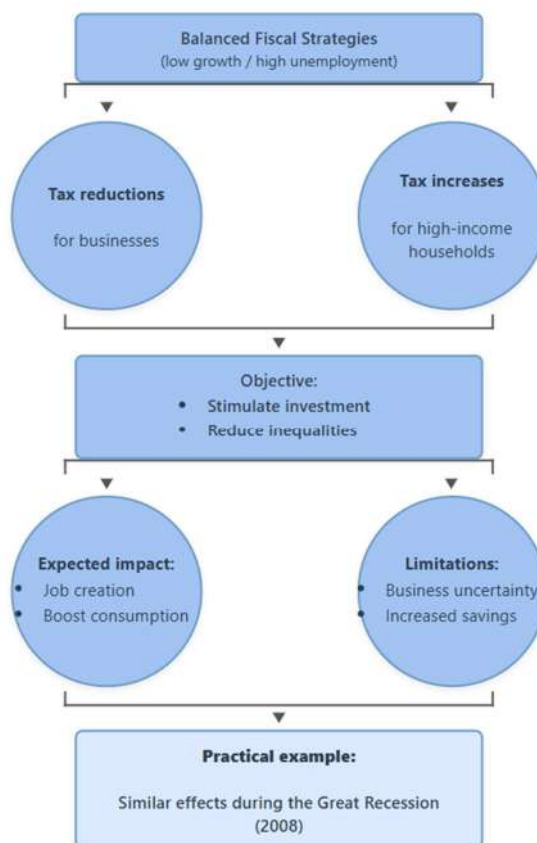 Balanced Fiscal Strategies
(low growth / high unemployment)
Tax reductions
for businesses
Tax increases
for high-income
households
Objective:
• Stimulate investment
• Reduce inequalities
Expected impact:
• Job creation
• Boost consumption
Limitations:
• Business uncertainty
• Increased savings
Practical example:
Similar effects during the Great Recession
(2008)